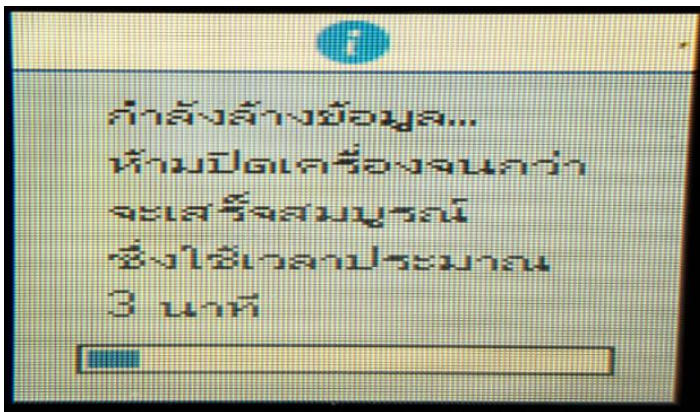 i
กำลังล้างข้อมูล...
ห้ามปิดเครื่องจนกว่า
จะเสร็จสมบูรณ์
ซึ่งใช้เวลาประมาณ
3 นาที